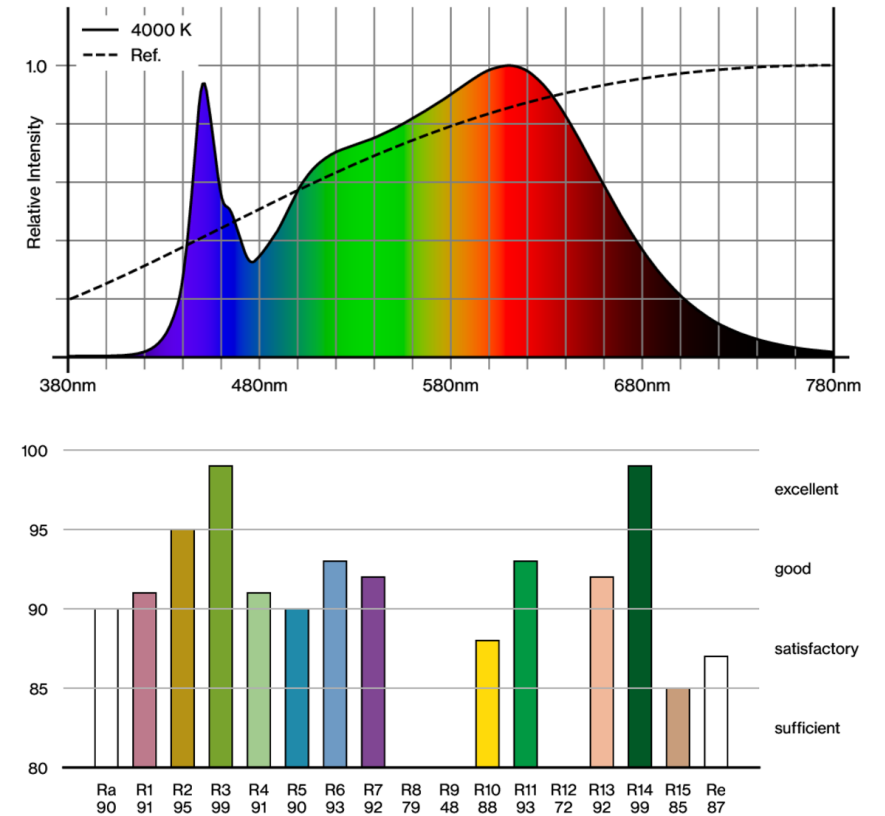 4000 K
Ref.
1.0
Relative Intensity
380nm 480nm 580nm 680nm 780nm
100
excellent
95
good
90
satisfactory
85
sufficient
80
Ra R1 R2 R3 R4 R5 R6 R7 R8 R9 R10 R11 R12 R13 R14 R15 Re
90 91 95 99 91 90 93 92 79 48 88 93 72 92 99 85 87